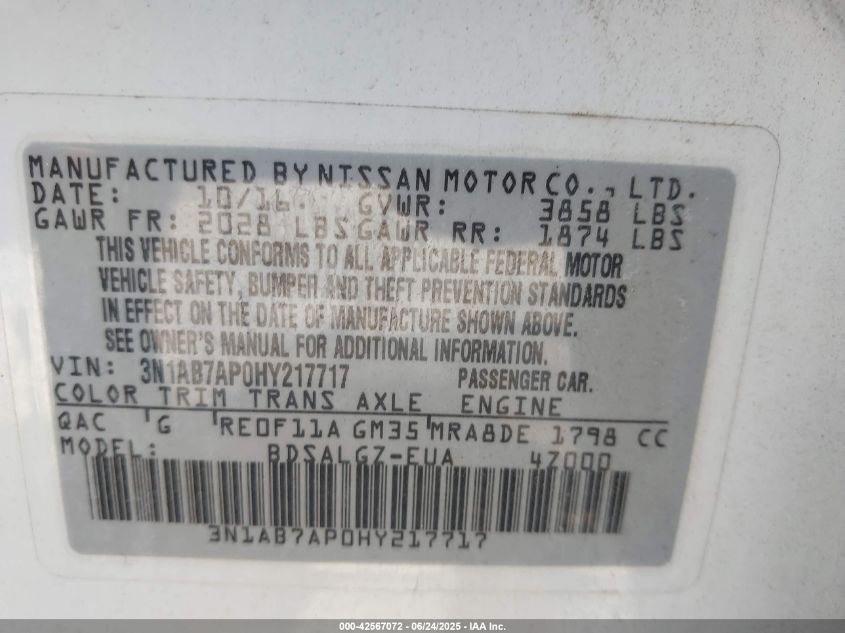 MANUFACTURED BY NISSAN MOTOR CO., LTD.
DATE: 10/16 GVWR: 3858 LBS
GAWR FR: 2028 LBS GAWR RR: 1874 LBS
THIS VEHICLE CONFORMS TO ALL APPLICABLE FEDERAL MOTOR
VEHICLE SAFETY, BUMPER AND THEFT PREVENTION STANDARDS
IN EFFECT ON THE DATE OF MANUFACTURE SHOWN ABOVE.
SEE OWNER'S MANUAL FOR ADDITIONAL INFORMATION.
VIN: 3N1AB7AP0HY217717 PASSENGER CAR.
COLOR TRIM TRANS AXLE ENGINE
QAC G RE0F11A GM35 MRA8DE 1798 CC
MODEL: BDSALGZ-EUA 47000
3N1AB7AP0HY217717
000-42567072 - 06/24/2025 - IAA Inc.